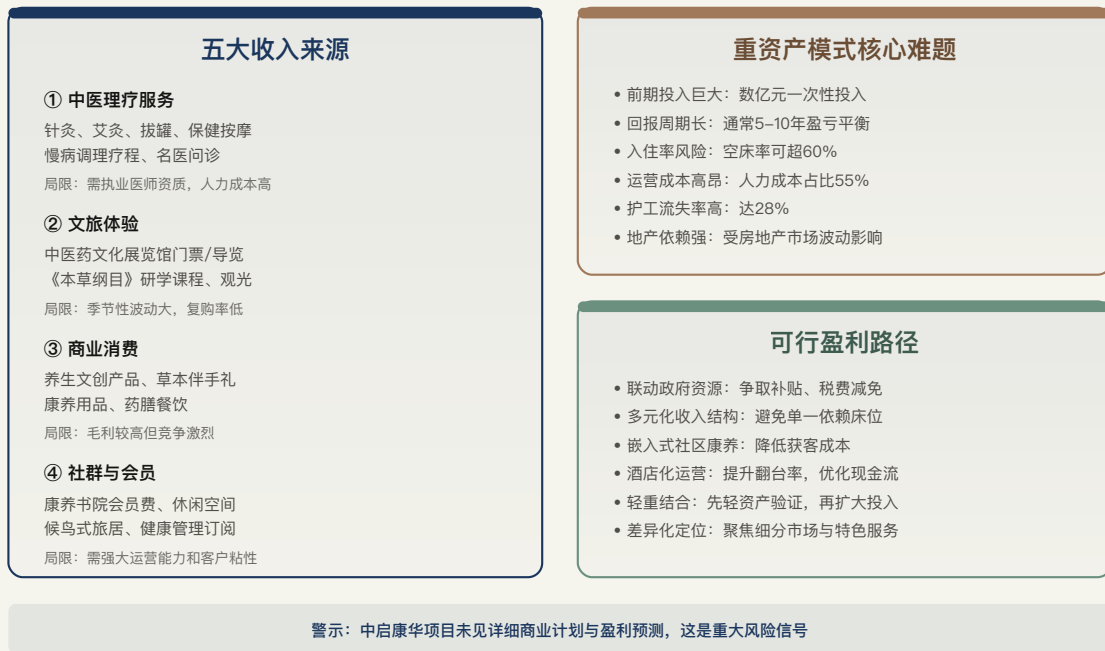 五大收入来源
① 中医理疗服务
针灸、艾灸、拔罐、保健按摩
慢病调理疗程、名医问诊
局限：需执业医师资质，人力成本高
② 文旅体验
中医药文化展览馆门票/导览
《本草纲目》研学课程、观光
局限：季节性波动大，复购率低
③ 商业消费
养生文创产品、草本伴手礼
康养用品、药膳餐饮
局限：毛利较高但竞争激烈
④ 社群与会员
康养书院会员费、休闲空间
候鸟式旅居、健康管理订阅
局限：需强大运营能力和客户粘性
重资产模式核心难题
• 前期投入巨大：数亿元一次性投入
• 回报周期长：通常5–10年盈亏平衡
• 入住率风险：空床率可超60%
• 运营成本高昂：人力成本占比55%
• 护工流失率高：达28%
• 地产依赖强：受房地产市场波动影响
可行盈利路径
• 联动政府资源：争取补贴、税费减免
• 多元化收入结构：避免单一依赖床位
• 嵌入式社区康养：降低获客成本
• 酒店化运营：提升翻台率，优化现金流
• 轻重结合：先轻资产验证，再扩大投入
• 差异化定位：聚焦细分市场与特色服务
警示：中启康华项目未见详细商业计划与盈利预测，这是重大风险信号